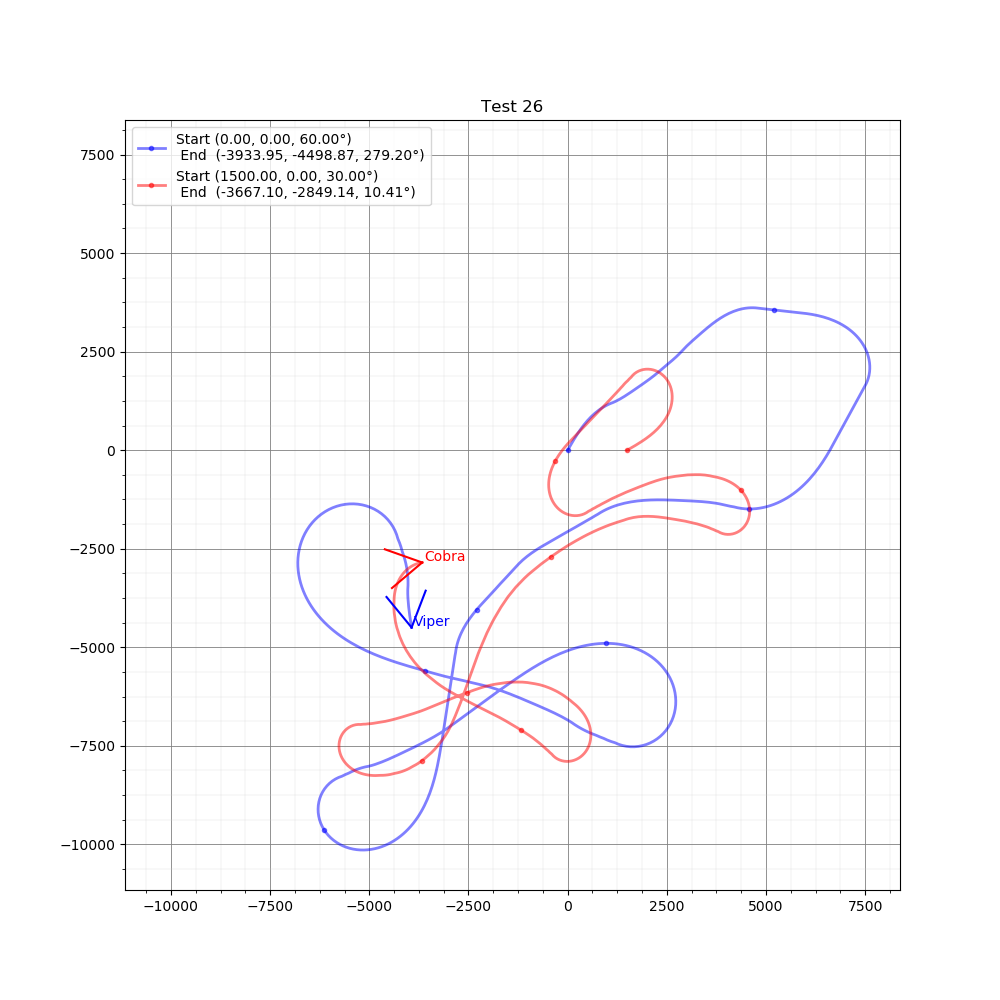 Test 26
Start (0.00, 0.00, 60.00°)
End (-3933.95, -4498.87, 279.20°)
Start (1500.00, 0.00, 30.00°)
End (-3667.10, -2849.14, 10.41°)
7500
5000
2500
0
−2500
−5000
−7500
−10000
Cobra
Viper
−10000 −7500 −5000 −2500 0 2500 5000 7500